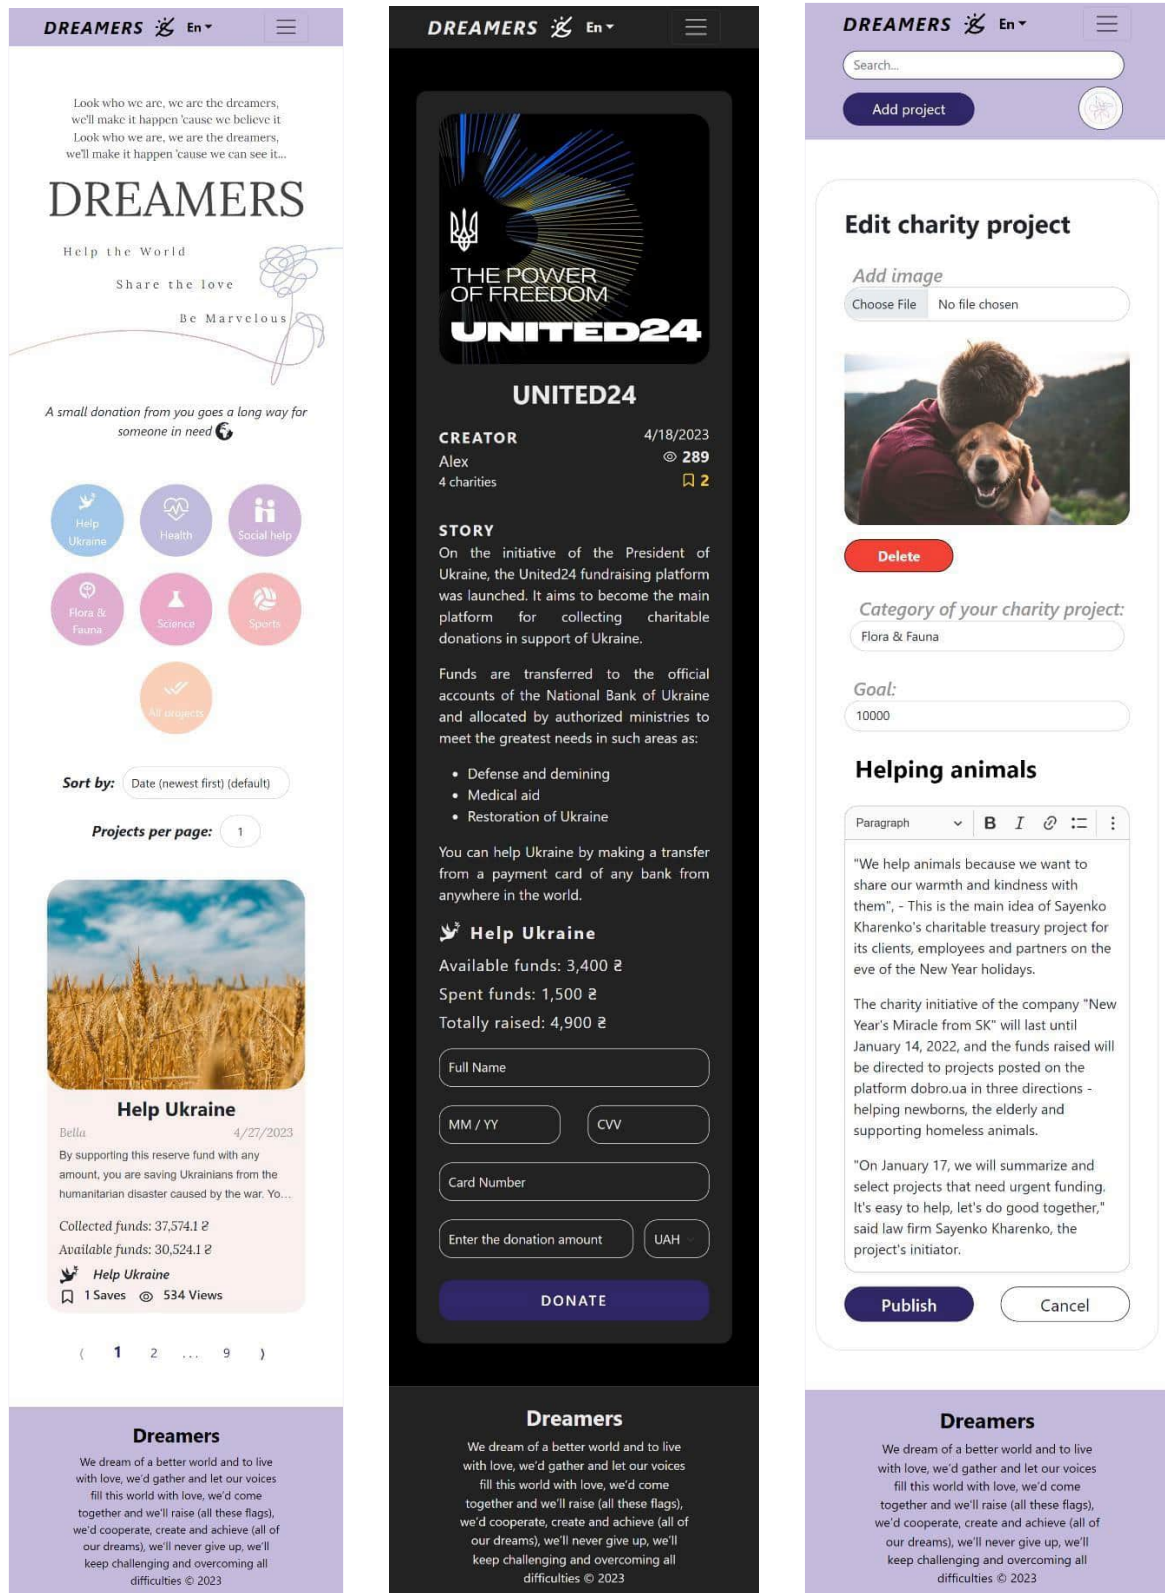 DREAMERS En
Look who we are, we are the dreamers,
we'll make it happen 'cause we believe it
Look who we are, we are the dreamers,
we'll make it happen 'cause we can see it...
DREAMERS
Help the World
Share the love
Be Marvelous
A small donation from you goes a long way for
someone in need
Help
Ukraine
Health
Social help
Flora &
Fauna
Science
Sports
All projects
Sort by: Date (newest first) (default)
Projects per page: 1
Help Ukraine
Bella 4/27/2023
By supporting this reserve fund with any
amount, you are saving Ukrainians from the
humanitarian disaster caused by the war. Yo...
Collected funds: 37,574.1 ₴
Available funds: 30,524.1 ₴
Help Ukraine
1 Saves 534 Views
⟨ 1 2 ... 9 ⟩
Dreamers
We dream of a better world and to live
with love, we'd gather and let our voices
fill this world with love, we'd come
together and we'll raise (all these flags),
we'd cooperate, create and achieve (all of
our dreams), we'll never give up, we'll
keep challenging and overcoming all
difficulties © 2023
DREAMERS En
THE POWER
OF FREEDOM
UNITED24
UNITED24
CREATOR 4/18/2023
Alex 289
4 charities 2
STORY
On the initiative of the President of
Ukraine, the United24 fundraising platform
was launched. It aims to become the main
platform for collecting charitable
donations in support of Ukraine.
Funds are transferred to the official
accounts of the National Bank of Ukraine
and allocated by authorized ministries to
meet the greatest needs in such areas as:
• Defense and demining
• Medical aid
• Restoration of Ukraine
You can help Ukraine by making a transfer
from a payment card of any bank from
anywhere in the world.
Help Ukraine
Available funds: 3,400 ₴
Spent funds: 1,500 ₴
Totally raised: 4,900 ₴
Full Name
MM / YY CVV
Card Number
Enter the donation amount UAH
DONATE
Dreamers
We dream of a better world and to live
with love, we'd gather and let our voices
fill this world with love, we'd come
together and we'll raise (all these flags),
we'd cooperate, create and achieve (all of
our dreams), we'll never give up, we'll
keep challenging and overcoming all
difficulties © 2023
DREAMERS En
Search...
Add project
Edit charity project
Add image
Choose File No file chosen
Delete
Category of your charity project:
Flora & Fauna
Goal:
10000
Helping animals
Paragraph B I
"We help animals because we want to
share our warmth and kindness with
them", - This is the main idea of Sayenko
Kharenko's charitable treasury project for
its clients, employees and partners on the
eve of the New Year holidays.
The charity initiative of the company "New
Year's Miracle from SK" will last until
January 14, 2022, and the funds raised will
be directed to projects posted on the
platform dobro.ua in three directions -
helping newborns, the elderly and
supporting homeless animals.
"On January 17, we will summarize and
select projects that need urgent funding.
It's easy to help, let's do good together,"
said law firm Sayenko Kharenko, the
project's initiator.
Publish Cancel
Dreamers
We dream of a better world and to live
with love, we'd gather and let our voices
fill this world with love, we'd come
together and we'll raise (all these flags),
we'd cooperate, create and achieve (all of
our dreams), we'll never give up, we'll
keep challenging and overcoming all
difficulties © 2023